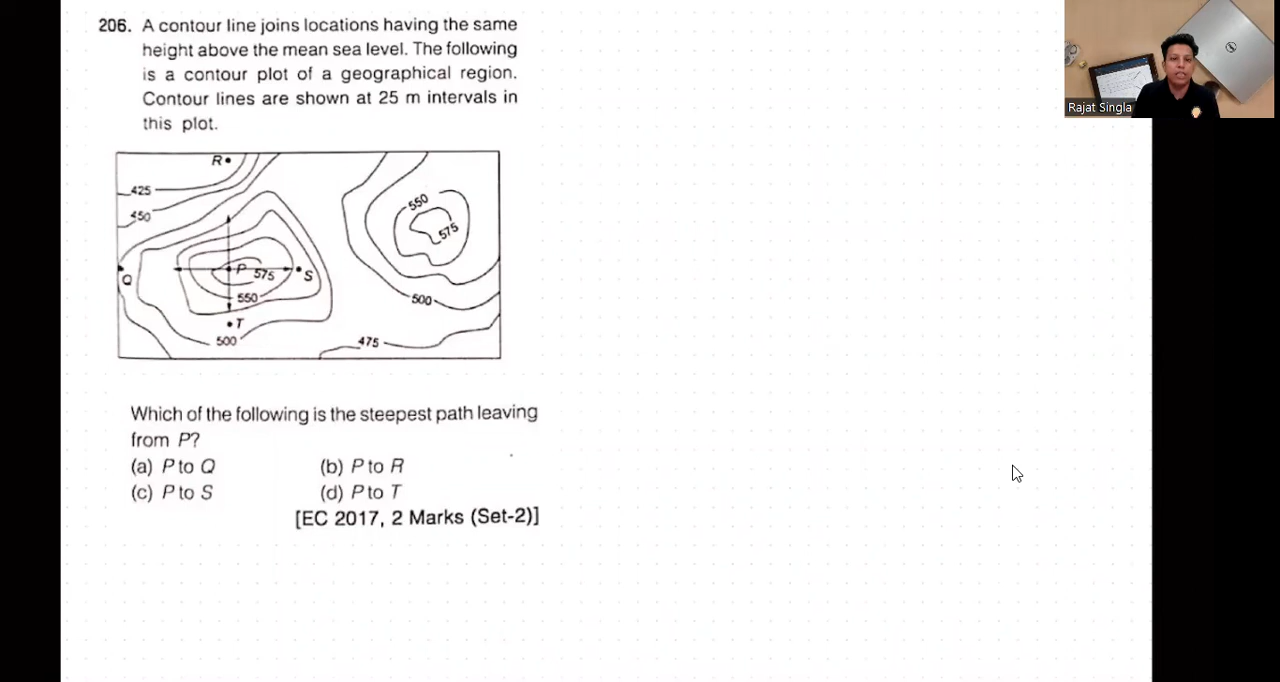 206. A contour line joins locations having the same
height above the mean sea level. The following
is a contour plot of a geographical region.
Contour lines are shown at 25 m intervals in
this plot.
R
425
450
550
575
P
575
S
Q
550
500
T
500
475
Which of the following is the steepest path leaving
from P?
(a) P to Q (b) P to R
(c) P to S (d) P to T
[EC 2017, 2 Marks (Set-2)]
Rajat Singla